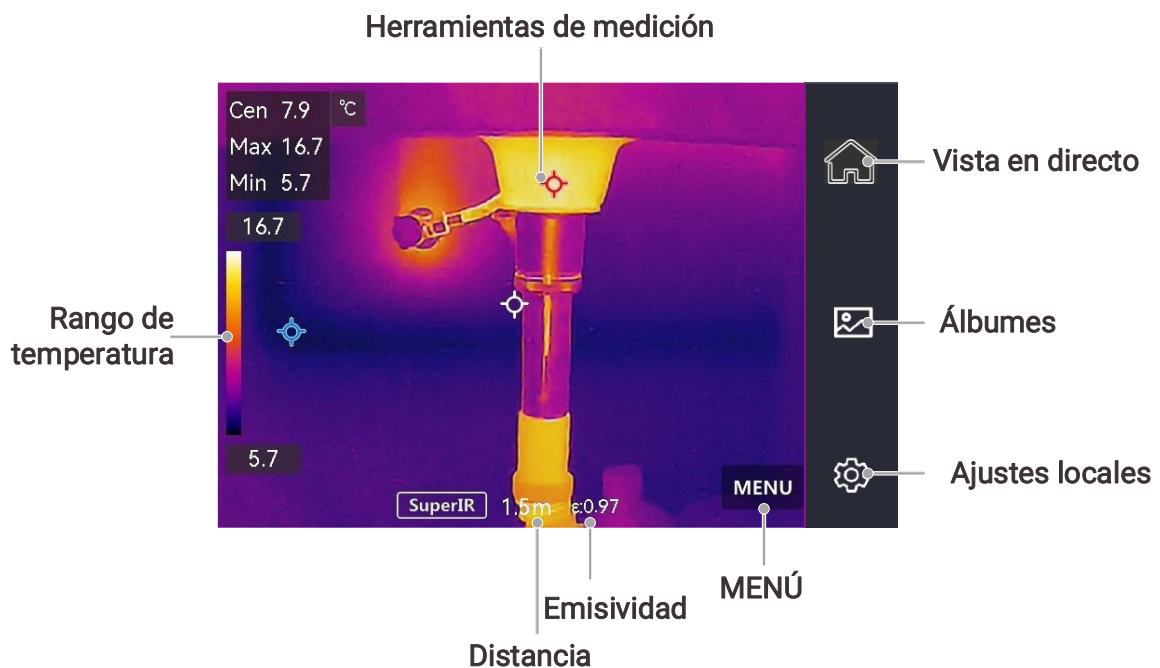 Herramientas de medición
Cen 7.9 °C
Max 16.7
Min 5.7
16.7
Vista en directo
Rango de
temperatura
Álbumes
5.7
Ajustes locales
MENU
SuperIR 1.5m ε:0.97
MENÚ
Emisividad
Distancia